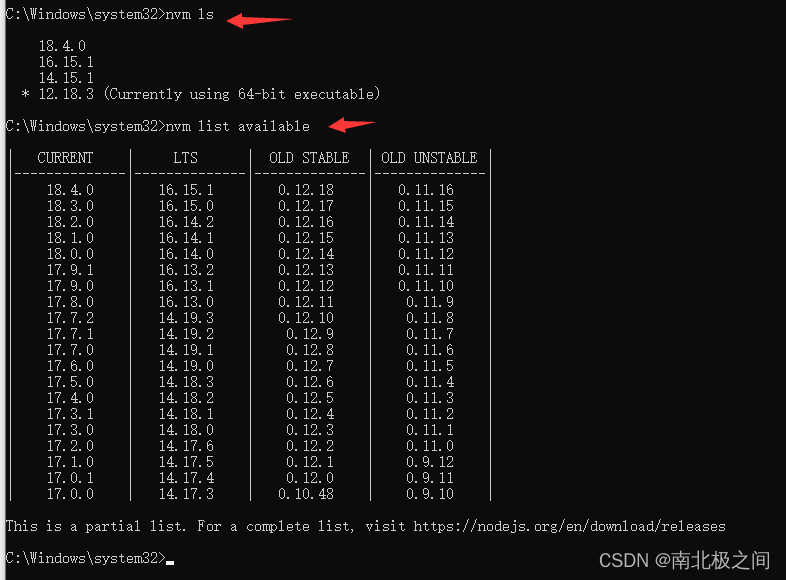 C:\Windows\system32>nvm ls
18.4.0
16.15.1
14.15.1
* 12.18.3 (Currently using 64-bit executable)
C:\Windows\system32>nvm list available
| CURRENT | LTS | OLD STABLE | OLD UNSTABLE |
|--------------|--------------|--------------|--------------|
| 18.4.0 | 16.15.1 | 0.12.18 | 0.11.16 |
| 18.3.0 | 16.15.0 | 0.12.17 | 0.11.15 |
| 18.2.0 | 16.14.2 | 0.12.16 | 0.11.14 |
| 18.1.0 | 16.14.1 | 0.12.15 | 0.11.13 |
| 18.0.0 | 16.14.0 | 0.12.14 | 0.11.12 |
| 17.9.1 | 16.13.2 | 0.12.13 | 0.11.11 |
| 17.9.0 | 16.13.1 | 0.12.12 | 0.11.10 |
| 17.8.0 | 16.13.0 | 0.12.11 | 0.11.9 |
| 17.7.2 | 14.19.3 | 0.12.10 | 0.11.8 |
| 17.7.1 | 14.19.2 | 0.12.9 | 0.11.7 |
| 17.7.0 | 14.19.1 | 0.12.8 | 0.11.6 |
| 17.6.0 | 14.19.0 | 0.12.7 | 0.11.5 |
| 17.5.0 | 14.18.3 | 0.12.6 | 0.11.4 |
| 17.4.0 | 14.18.2 | 0.12.5 | 0.11.3 |
| 17.3.1 | 14.18.1 | 0.12.4 | 0.11.2 |
| 17.3.0 | 14.18.0 | 0.12.3 | 0.11.1 |
| 17.2.0 | 14.17.6 | 0.12.2 | 0.11.0 |
| 17.1.0 | 14.17.5 | 0.12.1 | 0.9.12 |
| 17.0.1 | 14.17.4 | 0.12.0 | 0.9.11 |
| 17.0.0 | 14.17.3 | 0.10.48 | 0.9.10 |
This is a partial list. For a complete list, visit https://nodejs.org/en/download/releases
C:\Windows\system32>
CSDN @南北极之间